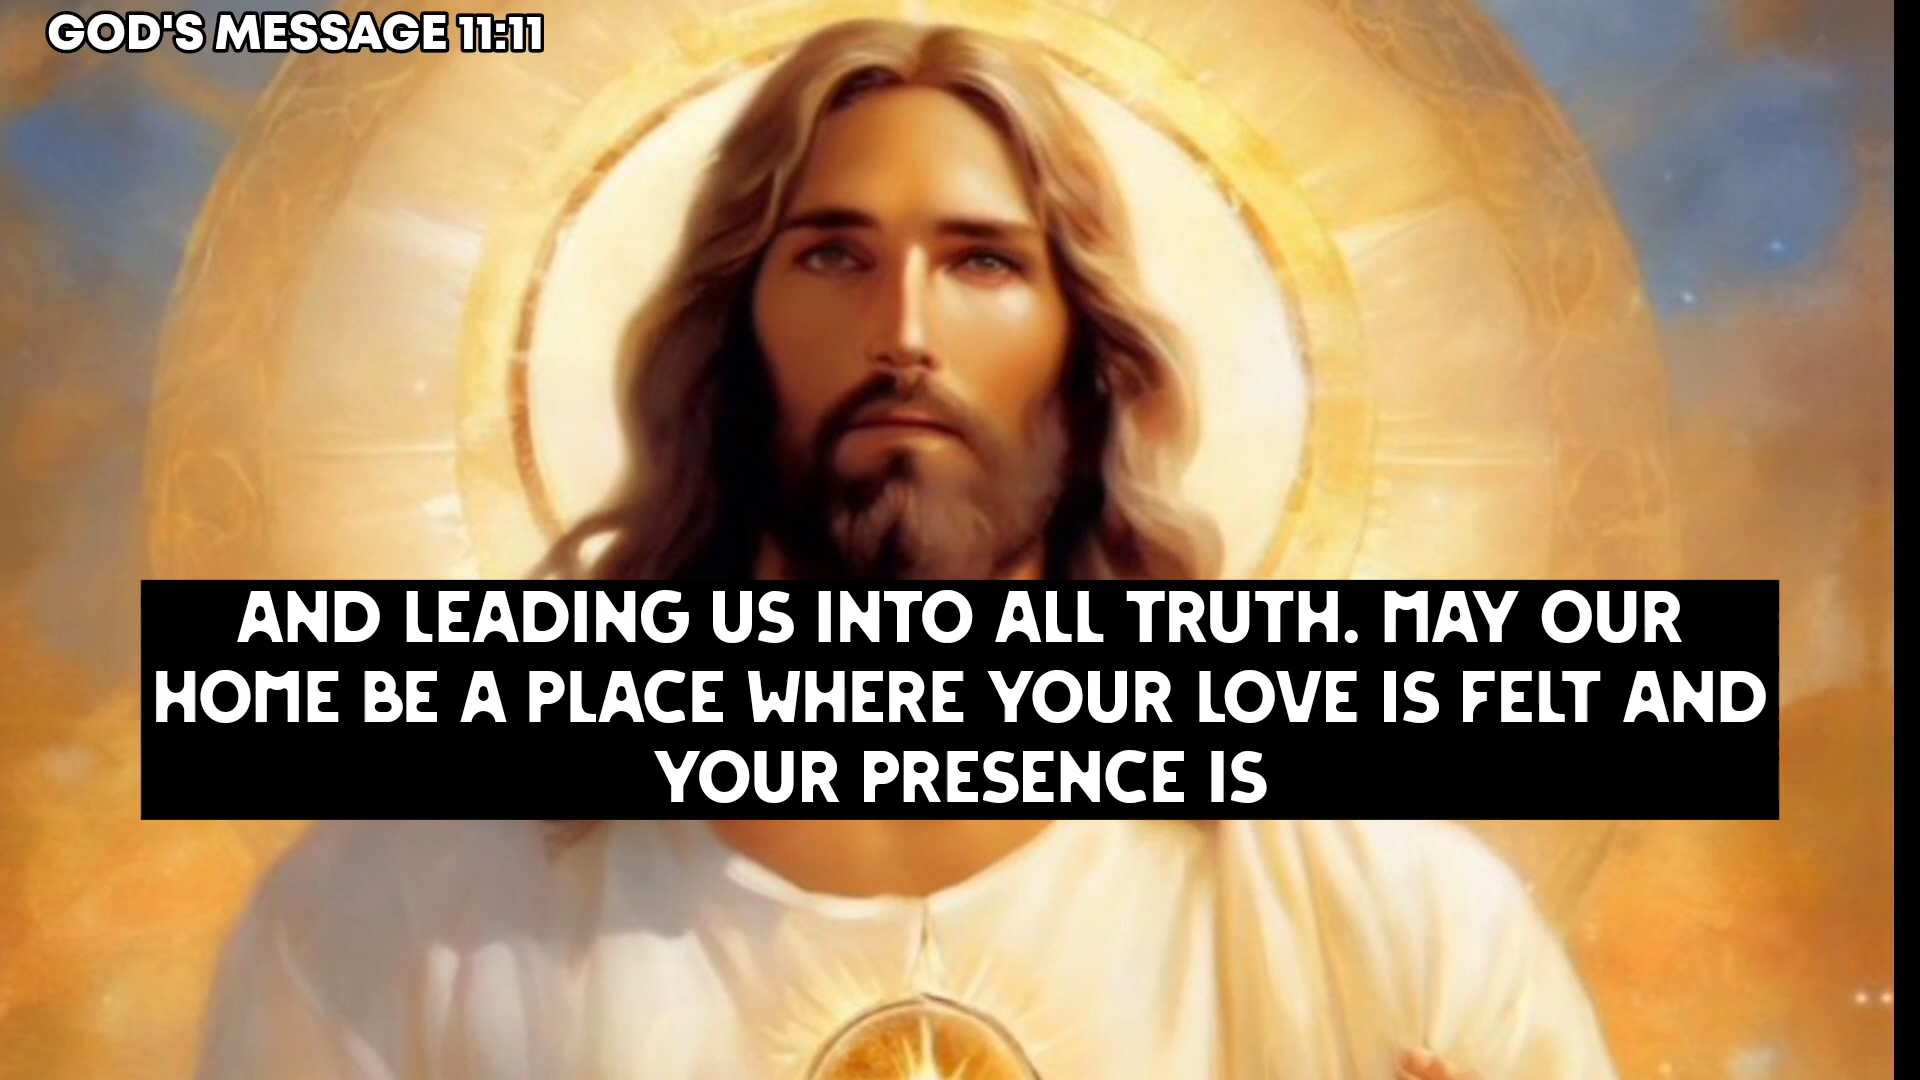 GOD'S MESSAGE 11:11
AND LEADING US INTO ALL TRUTH. MAY OUR
HOME BE A PLACE WHERE YOUR LOVE IS FELT AND
YOUR PRESENCE IS